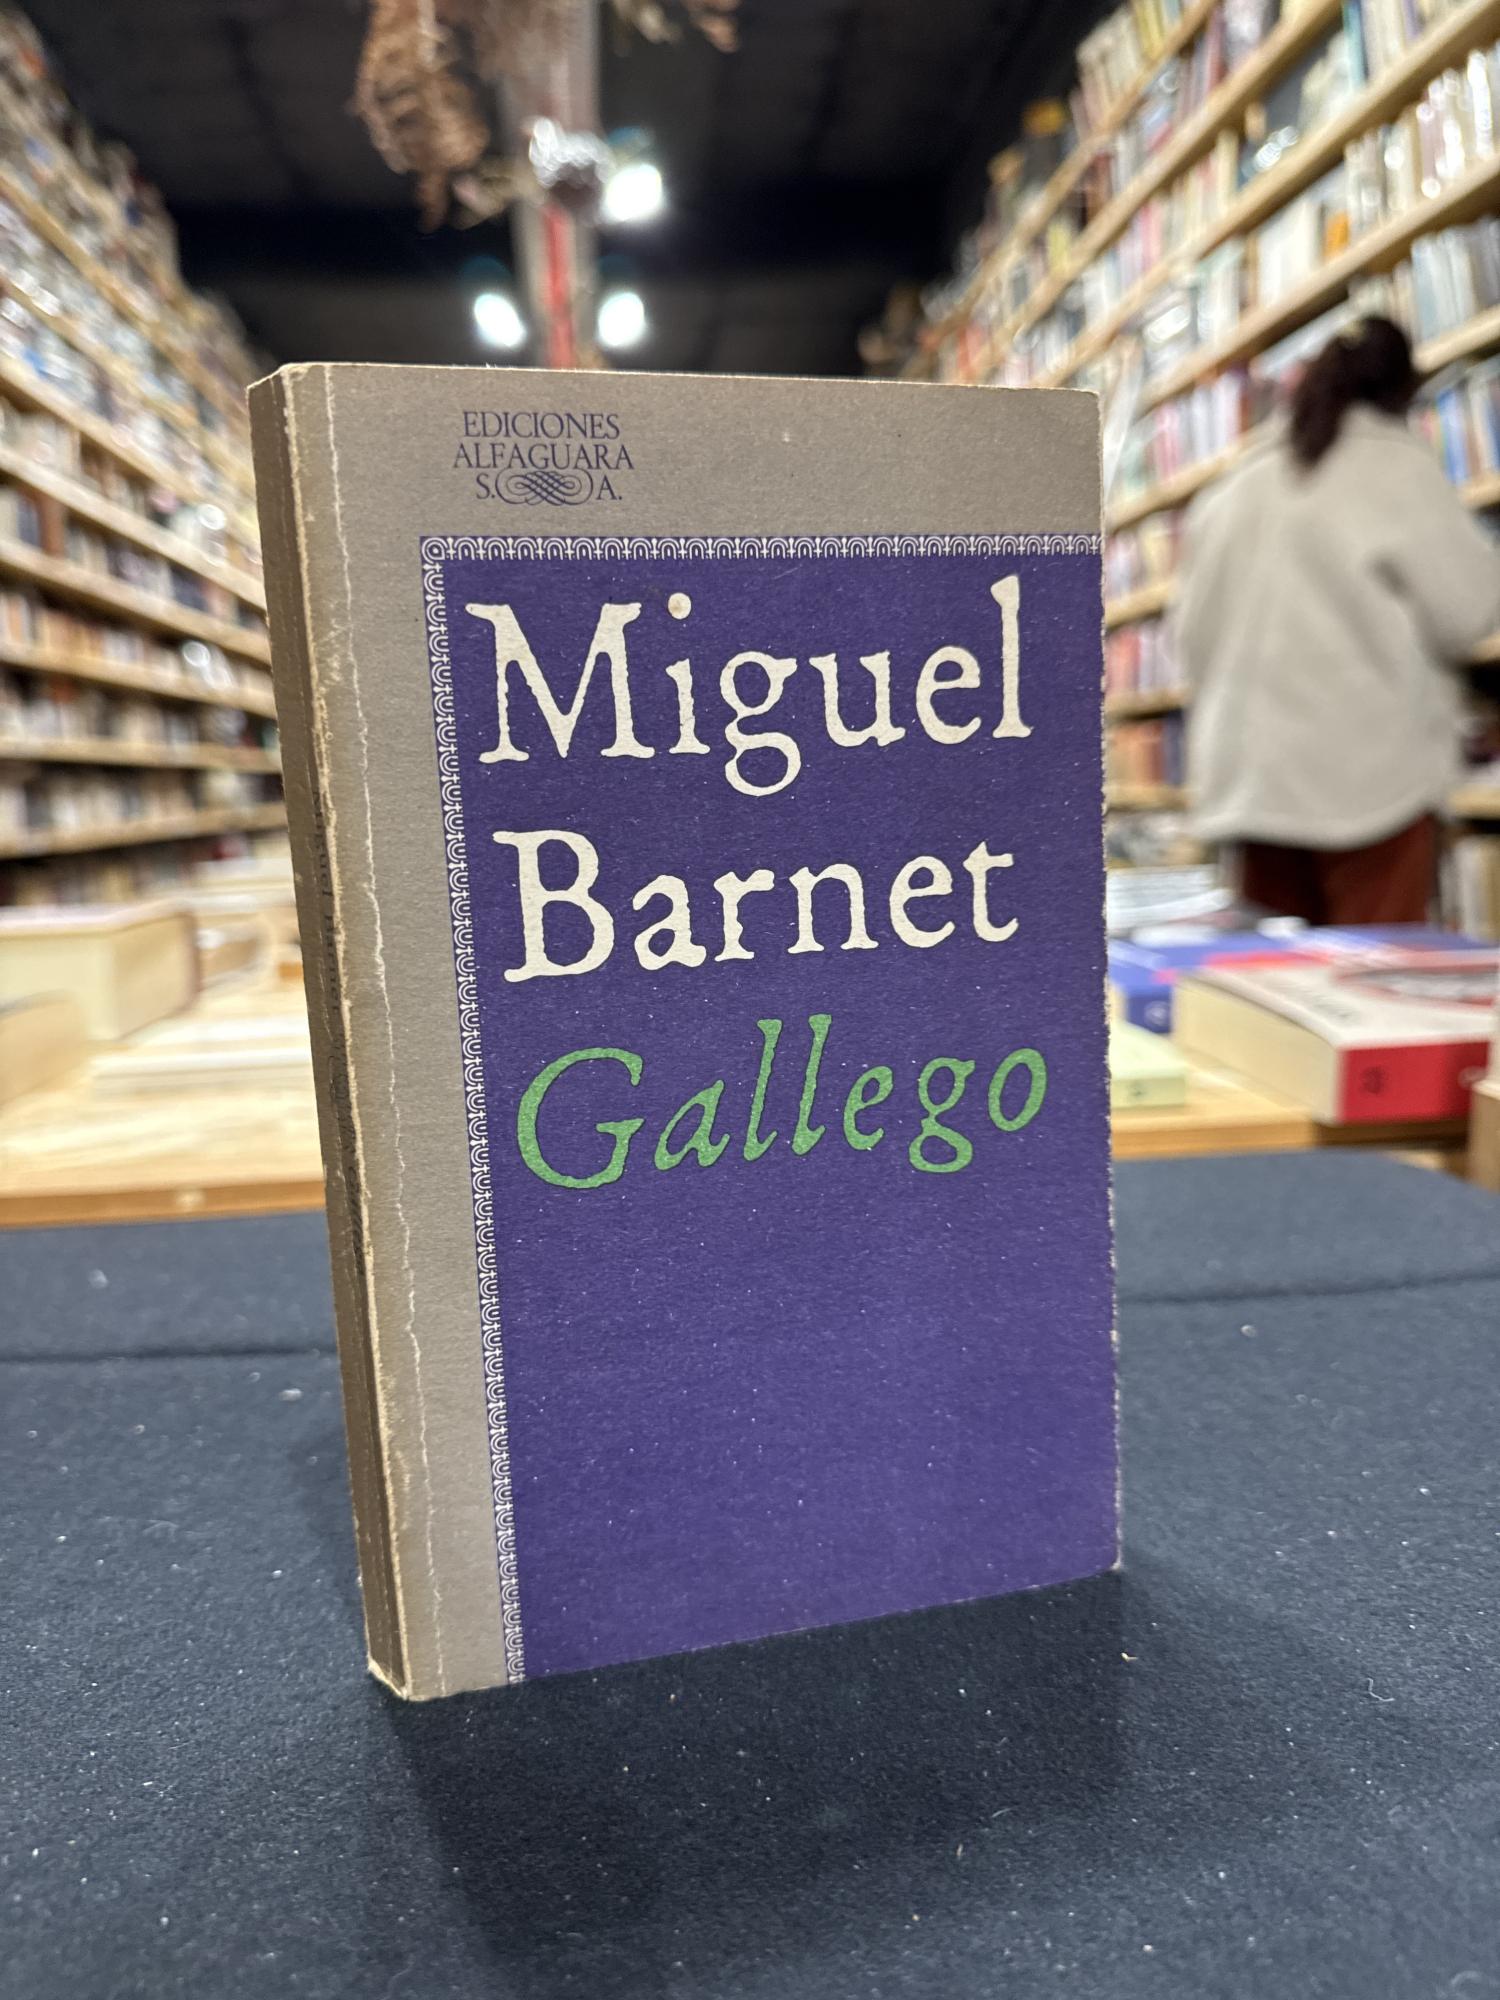 EDICIONES
ALFAGUARA
S. A.
Miguel
Barnet
Gallego